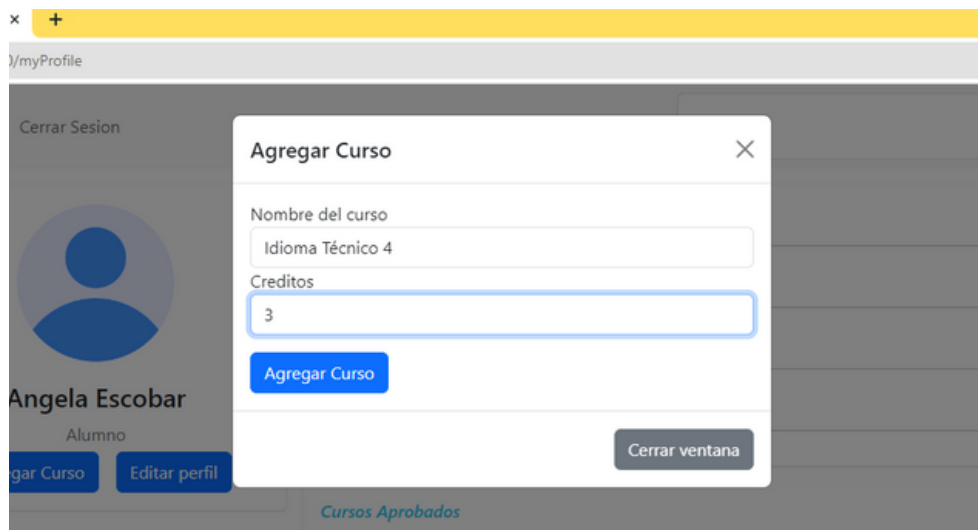 × +
)/myProfile
Cerrar Sesion
Agregar Curso
Nombre del curso
Idioma Técnico 4
Creditos
3
Agregar Curso
Angela Escobar
Alumno
gar Curso
Editar perfil
Cerrar ventana
Cursos Aprobados